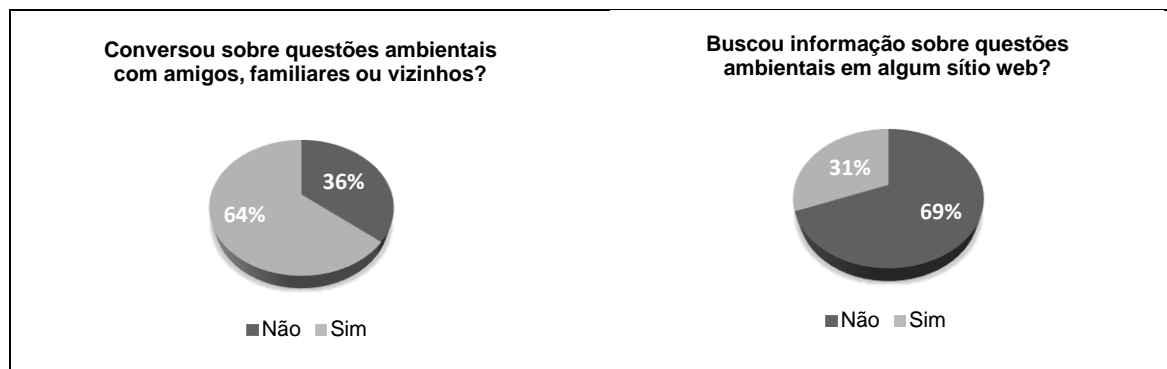 Conversou sobre questões ambientais
com amigos, familiares ou vizinhos?
36%
64%
Não Sim
Buscou informação sobre questões
ambientais em algum sítio web?
31%
69%
Não Sim